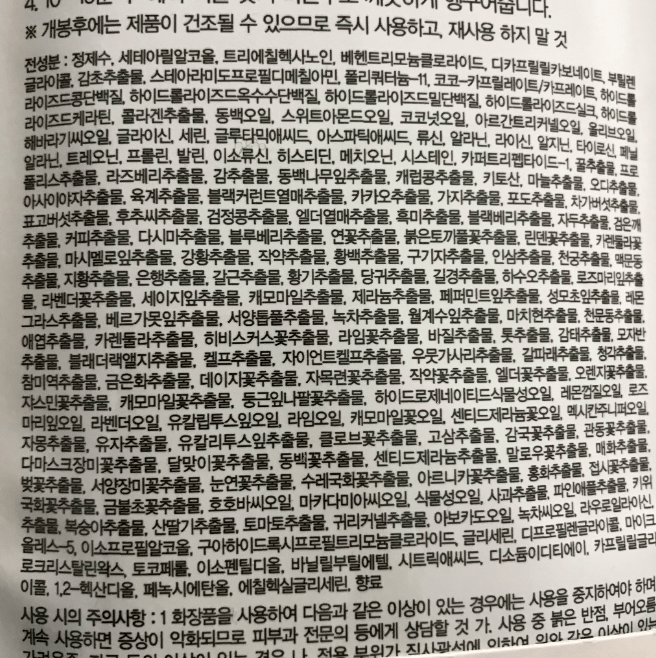 깨끗하게 헹구어줍니다.
※ 개봉후에는 제품이 건조될 수 있으므로 즉시 사용하고, 재사용 하지 말 것
전성분 : 정제수, 세테아릴알코올, 트리에칠헥사노인, 베헨트리모늄클로라이드, 디카프릴릴카보네이트, 부틸렌
글라이콜, 감초추출물, 스테아라미도프로필디메칠아민, 폴리쿼터늄-11, 코코-카프릴레이트/카프레이트, 하이드롤
라이즈드콩단백질, 하이드롤라이즈드옥수수단백질, 하이드롤라이즈드밀단백질, 하이드롤라이즈드실크, 하이드롤
라이즈드케라틴, 콜라겐추출물, 동백오일, 스위트아몬드오일, 코코넛오일, 아르간트리커넬오일, 올리브오일,
해바라기씨오일, 글라이신, 세린, 글루타믹애씨드, 아스파틱애씨드, 류신, 알라닌, 라이신, 알지닌, 타이로신, 페닐
알라닌, 트레오닌, 프롤린, 발린, 이소류신, 히스티딘, 메치오닌, 시스테인, 카퍼트리펩타이드-1, 꿀추출물, 프로
폴리스추출물, 라즈베리추출물, 감추출물, 동백나무잎추출물, 캐럽콩추출물, 키토산, 마늘추출물, 오디추출물,
아사이야자추출물, 육계추출물, 블랙커런트열매추출물, 카카오추출물, 가지추출물, 포도추출물, 차가버섯추출물,
표고버섯추출물, 후추씨추출물, 검정콩추출물, 엘더열매추출물, 흑미추출물, 블랙베리추출물, 자두추출물, 검은깨
추출물, 커피추출물, 다시마추출물, 블루베리추출물, 연꽃추출물, 붉은토끼풀꽃추출물, 린덴꽃추출물, 카렌둘라꽃
추출물, 마시멜로잎추출물, 강황추출물, 작약추출물, 황백추출물, 구기자추출물, 인삼추출물, 천궁추출물, 맥문동
추출물, 지황추출물, 은행추출물, 갈근추출물, 황기추출물, 당귀추출물, 길경추출물, 하수오추출물, 로즈마리잎추출
물, 라벤더꽃추출물, 세이지잎추출물, 캐모마일추출물, 제라늄추출물, 페퍼민트잎추출물, 성모초잎추출물, 레몬
그라스추출물, 베르가못잎추출물, 서양톱풀추출물, 녹차추출물, 월계수잎추출물, 마치현추출물, 천문동추출물,
애엽추출물, 카렌둘라추출물, 히비스커스꽃추출물, 라임꽃추출물, 바질추출물, 톳추출물, 감태추출물, 모자반
추출물, 블래더랙앨지추출물, 켈프추출물, 자이언트켈프추출물, 우뭇가사리추출물, 갈파래추출물, 청각추출물,
참미역추출물, 금은화추출물, 데이지꽃추출물, 자목련꽃추출물, 작약꽃추출물, 엘더꽃추출물, 오렌지꽃추출물,
자스민꽃추출물, 캐모마일꽃추출물, 둥근잎나팔꽃추출물, 하이드로제네이티드식물성오일, 레몬껍질오일, 로즈
마리잎오일, 라벤더오일, 유칼립투스잎오일, 라임오일, 캐모마일꽃오일, 센티드제라늄꽃오일, 멕시칸주니퍼오일,
자몽추출물, 유자추출물, 유칼리투스잎추출물, 클로브꽃추출물, 고삼추출물, 감국꽃추출물, 관동꽃추출물,
다마스크장미꽃추출물, 달맞이꽃추출물, 동백꽃추출물, 센티드제라늄추출물, 말로우꽃추출물, 매화추출물,
벚꽃추출물, 서양장미꽃추출물, 눈연꽃추출물, 수레국화꽃추출물, 아르니카꽃추출물, 홍화추출물, 접시꽃추출물,
국화꽃추출물, 금불초꽃추출물, 호호바씨오일, 마카다미아씨오일, 식물성오일, 사과추출물, 파인애플추출물, 키위
추출물, 복숭아추출물, 산딸기추출물, 토마토추출물, 귀리커넬추출물, 아보카도오일, 녹차씨오일, 라우로일라이신,
올레스-5, 이소프로필알코올, 구아하이드록시프로필트리모늄클로라이드, 글리세린, 디프로필렌글라이콜, 마이크
로크리스탈린왁스, 토코페롤, 이소펜틸디올, 바닐릴부틸에텔, 시트릭애씨드, 디소듐이디티에이, 카프릴릴글라
이콜, 1,2-헥산디올, 페녹시에탄올, 에칠헥실글리세린, 향료
사용 시의 주의사항 : 1 화장품을 사용하여 다음과 같은 이상이 있는 경우에는 사용을 중지하여야 하며
계속 사용하면 증상이 악화되므로 피부과 전문의 등에게 상담할 것 가. 사용 중 붉은 반점, 부어오름